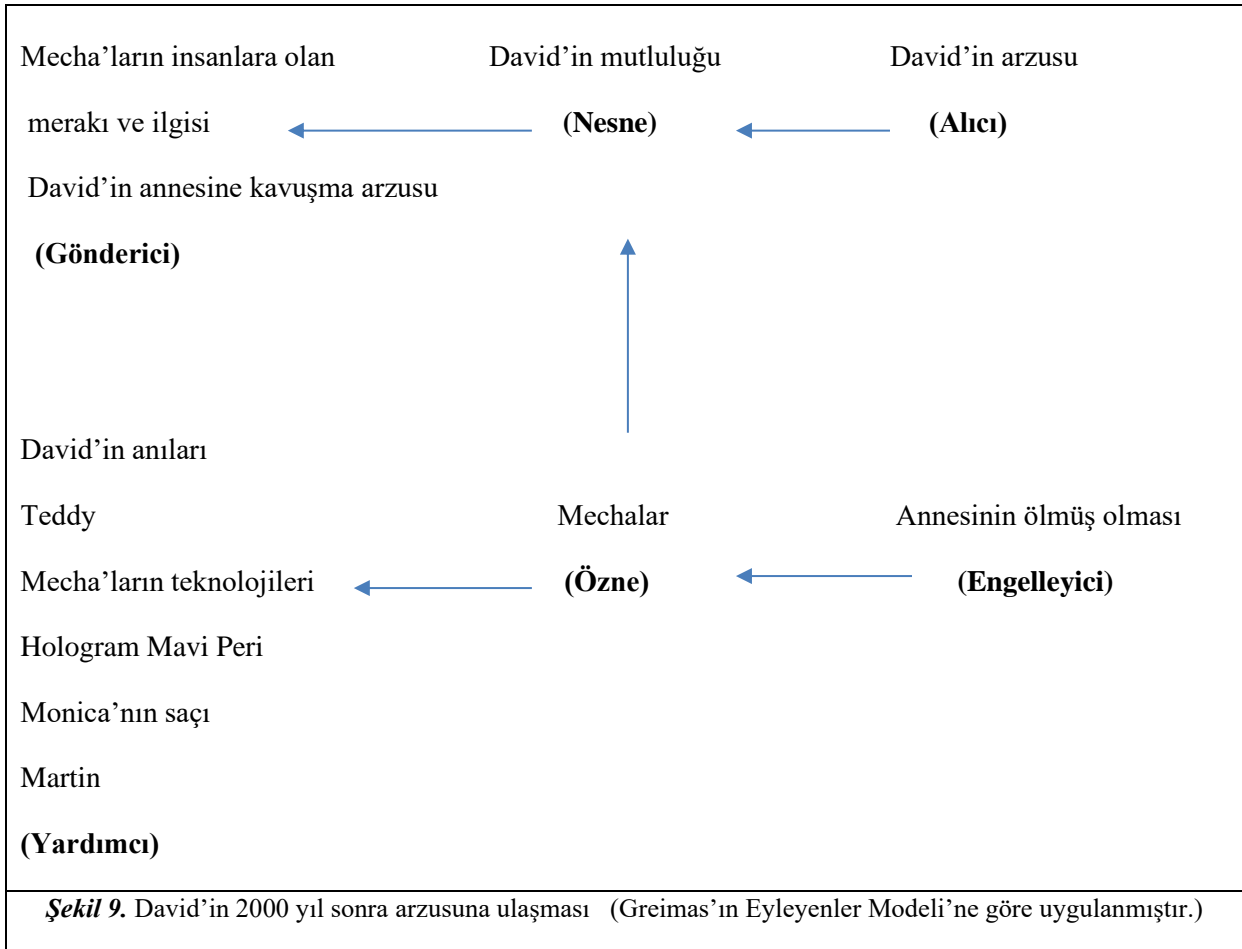 Mecha’ların insanlara olan David’in mutluluğu David’in arzusu
merakı ve ilgisi (Nesne) (Alıcı)
David’in annesine kavuşma arzusu
(Gönderici)
David’in anıları
Teddy Mechalar Annesinin ölmüş olması
Mecha’ların teknolojileri (Özne) (Engelleyici)
Hologram Mavi Peri
Monica’nın saçı
Martin
(Yardımcı)
Şekil 9. David’in 2000 yıl sonra arzusuna ulaşması (Greimas’ın Eyleyenler Modeli’ne göre uygulanmıştır.)